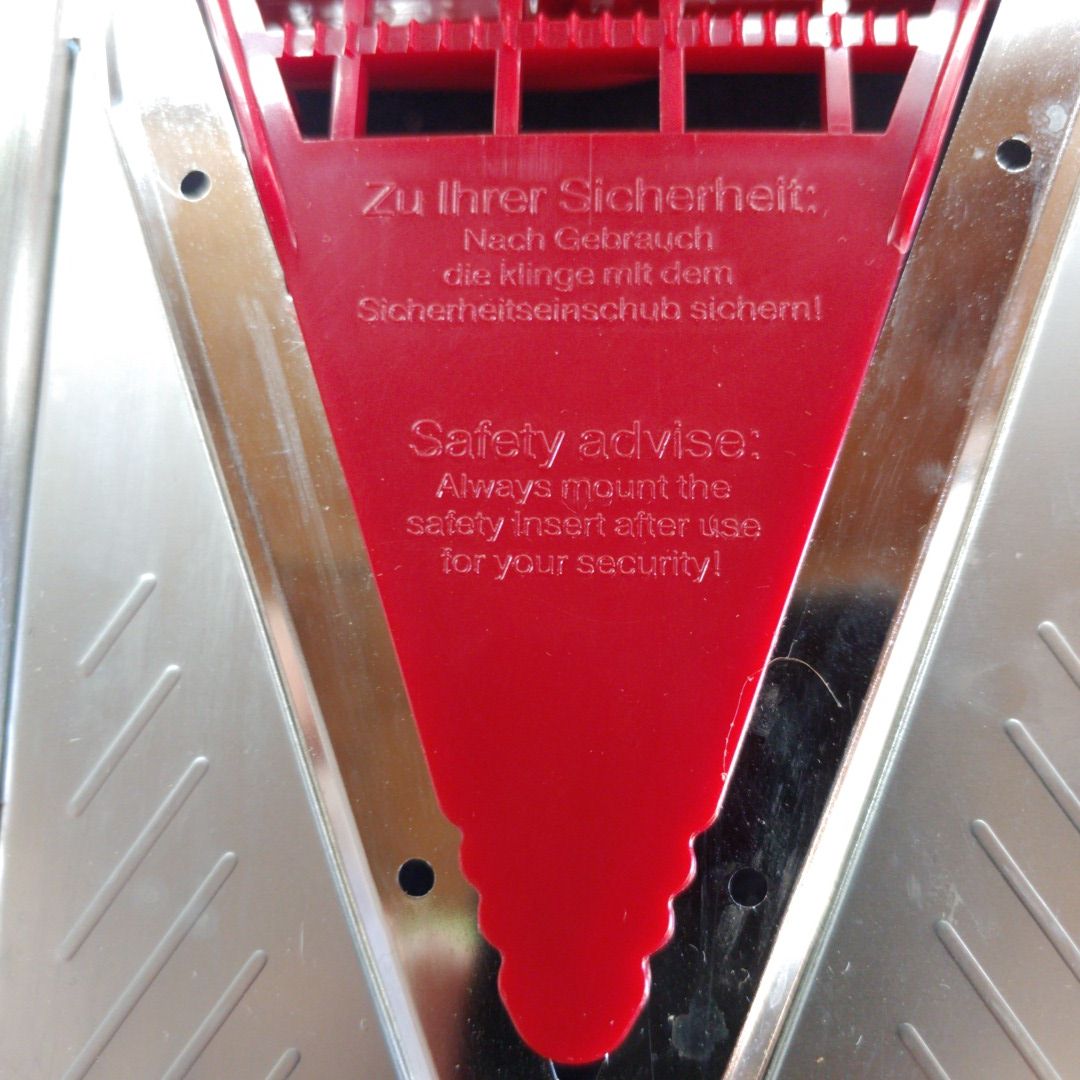 Zu Ihrer Sicherheit:
Nach Gebrauch
die klinge mit dem
Sicherheitseinschub sichern!
Safety advise:
Always mount the
safety insert after use
for your security!